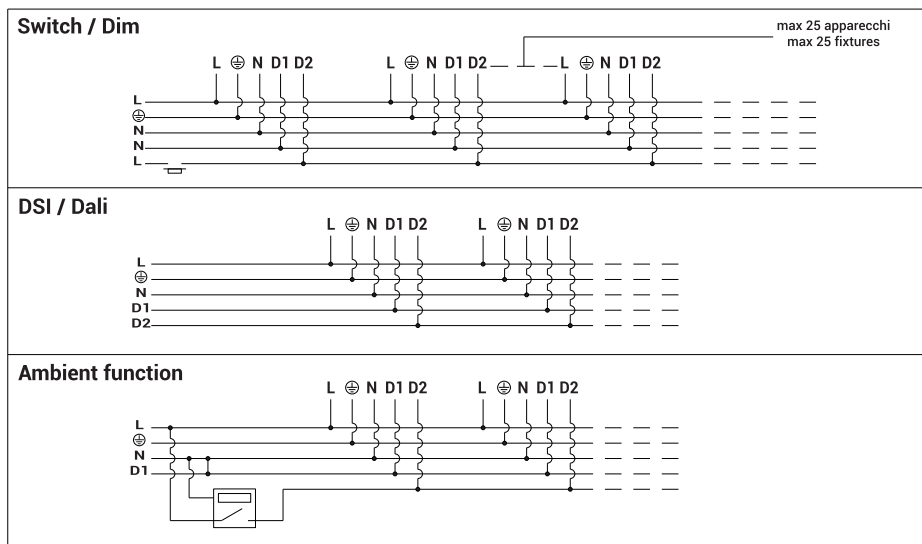 Switch / Dim
max 25 apparecchi
max 25 fixtures
L ⏚ N D1 D2 L ⏚ N D1 D2 L ⏚ N D1 D2
L
⏚
N
N
L
DSI / Dali
L ⏚ N D1 D2 L ⏚ N D1 D2
L
⏚
N
D1
D2
Ambient function
L ⏚ N D1 D2 L ⏚ N D1 D2
L
⏚
N
D1